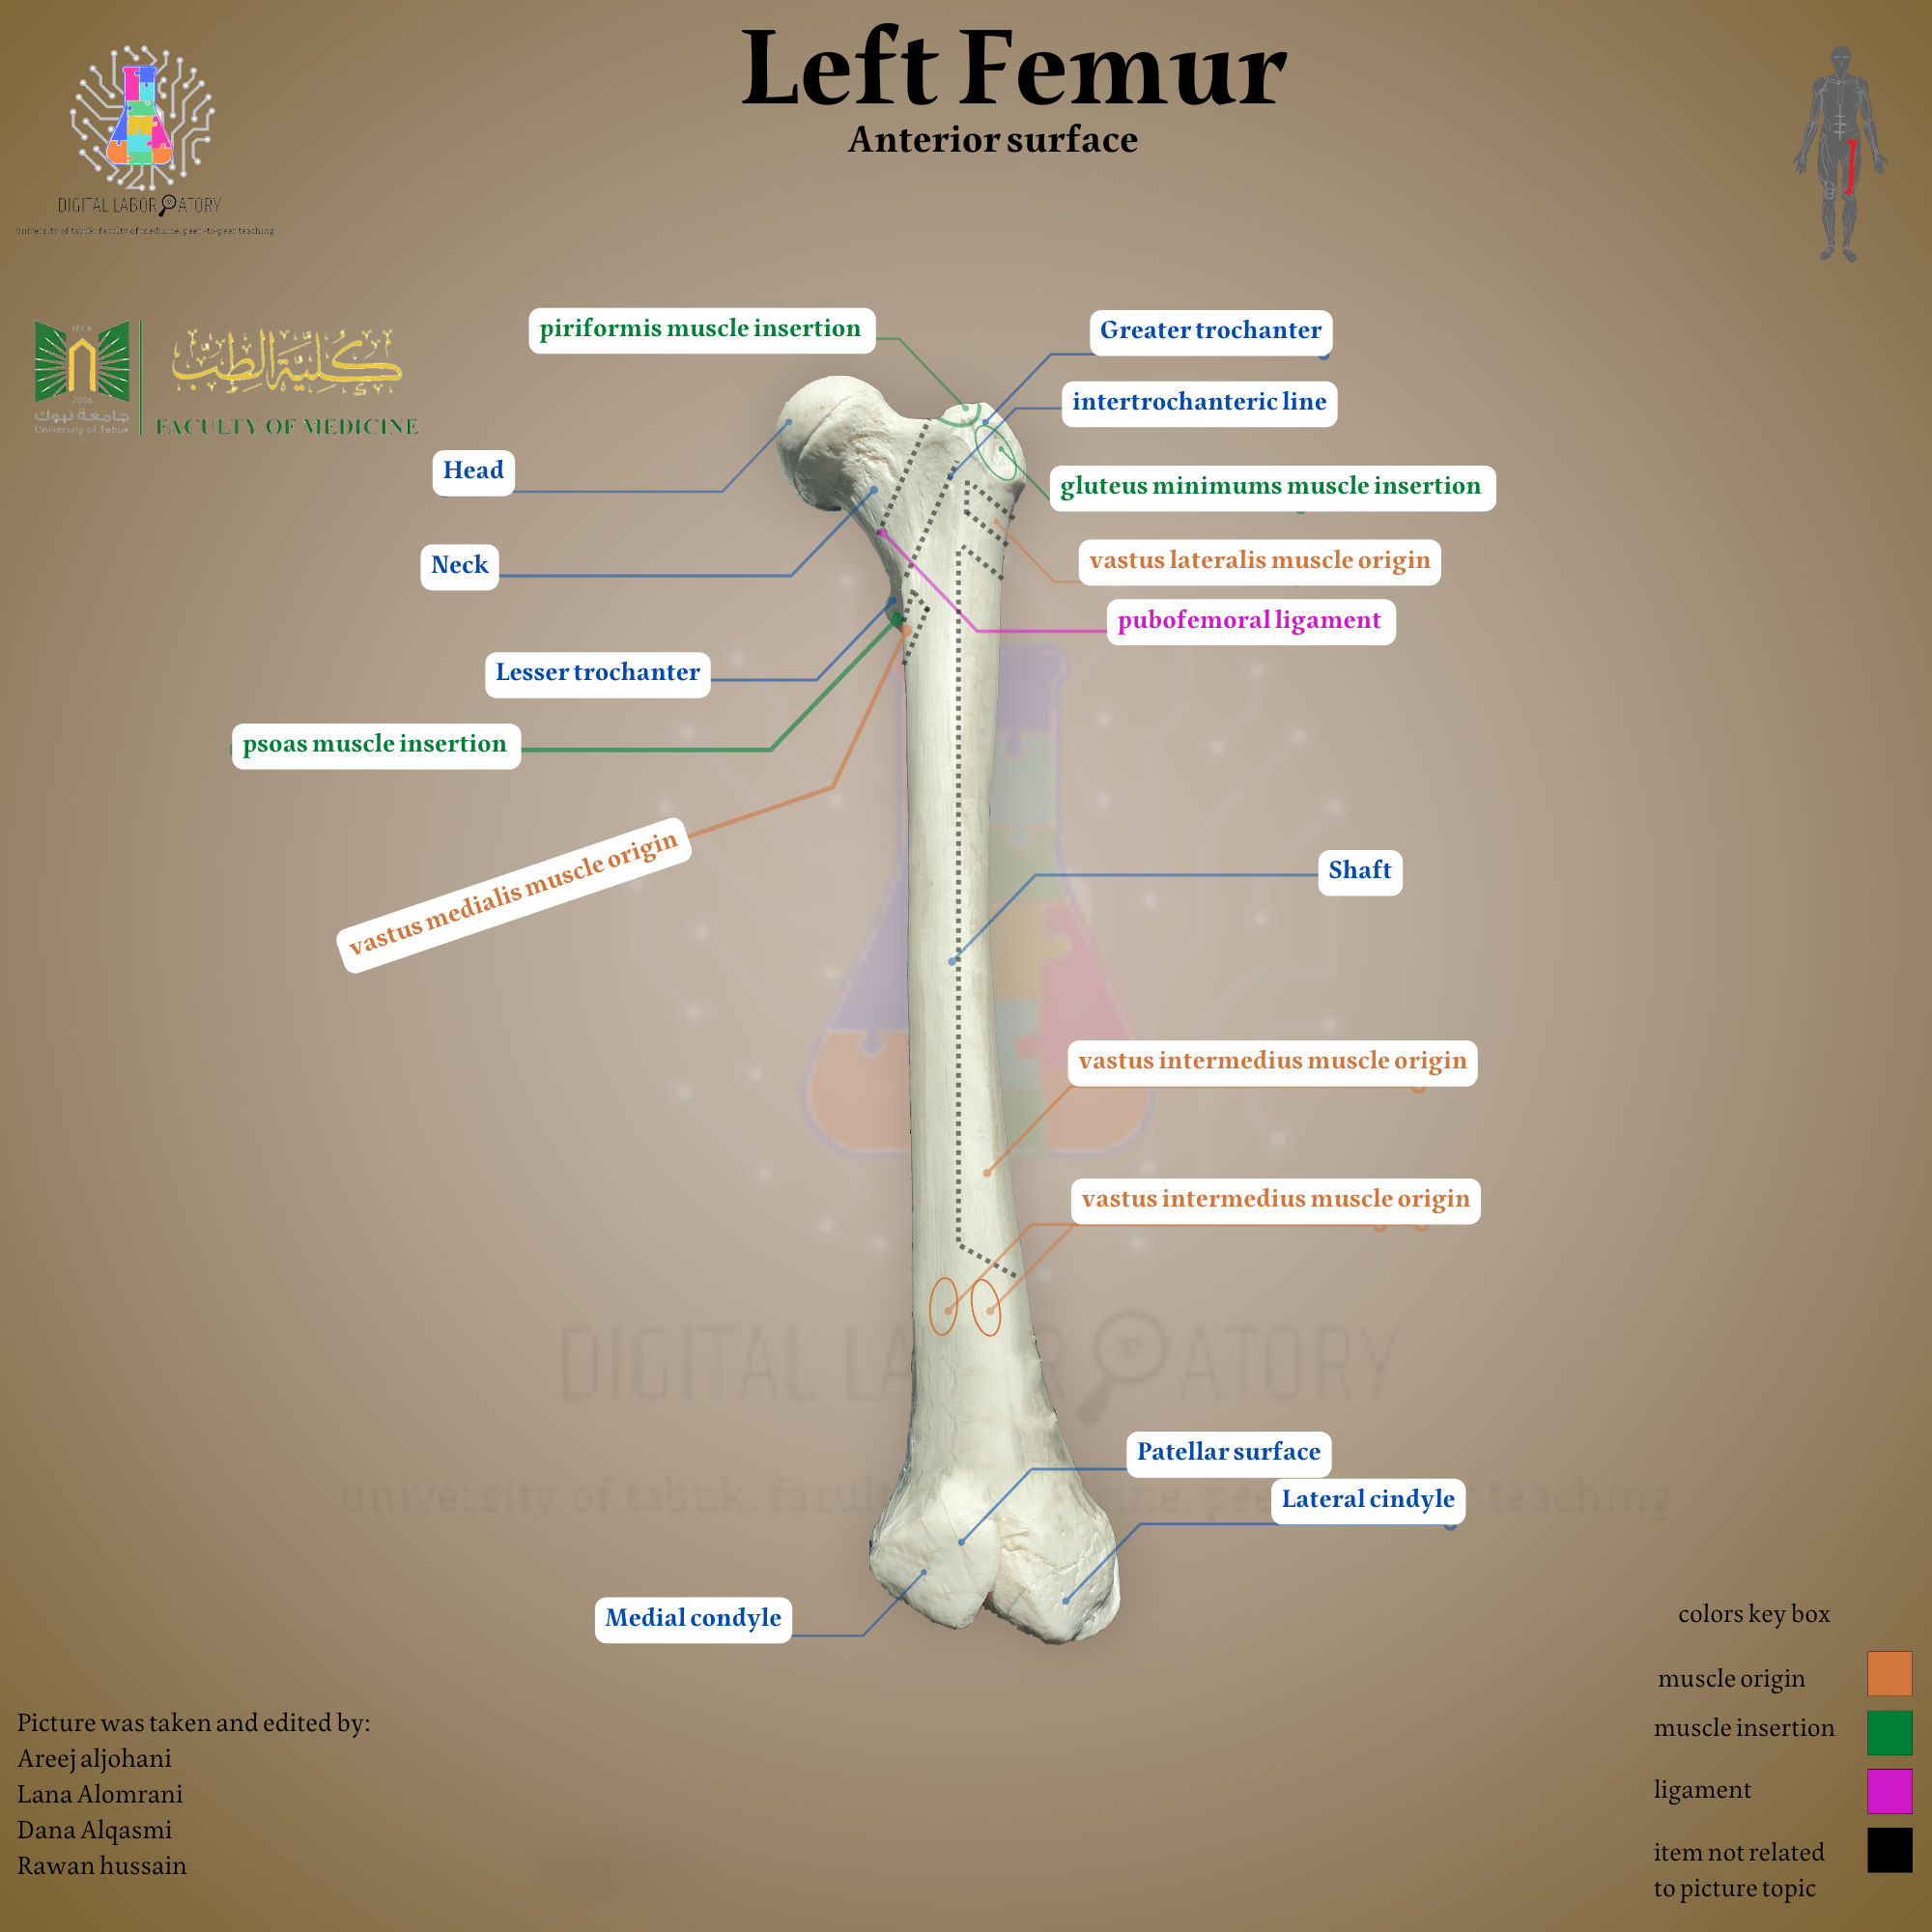 Left Femur
Anterior surface
DIGITAL LABORATORY
university of tabuk, faculty of medicine, peer -to-peer teaching
١٤٢٧
2006
جامعة تبوك
University of Tabuk
كلية الطب
FACULTY OF MEDICINE
piriformis muscle insertion
Greater trochanter
intertrochanteric line
Head
gluteus minimums muscle insertion
Neck
vastus lateralis muscle origin
pubofemoral ligament
Lesser trochanter
psoas muscle insertion
vastus medialis muscle origin
Shaft
vastus intermedius muscle origin
vastus intermedius muscle origin
DIGITAL LABORATORY
Patellar surface
university of tabuk, faculty of medicine, peer -to-peer teaching
Lateral cindyle
Medial condyle
colors key box
muscle origin
muscle insertion
ligament
item not related
to picture topic
Picture was taken and edited by:
Areej aljohani
Lana Alomrani
Dana Alqasmi
Rawan hussain